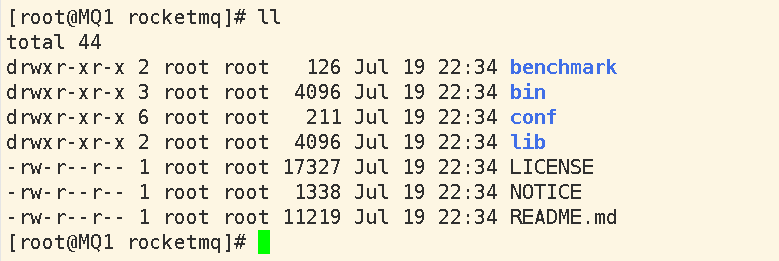 [root@MQ1 rocketmq]# ll
total 44
drwxr-xr-x 2 root root   126 Jul 19 22:34 benchmark
drwxr-xr-x 3 root root  4096 Jul 19 22:34 bin
drwxr-xr-x 6 root root   211 Jul 19 22:34 conf
drwxr-xr-x 2 root root  4096 Jul 19 22:34 lib
-rw-r--r-- 1 root root 17327 Jul 19 22:34 LICENSE
-rw-r--r-- 1 root root  1338 Jul 19 22:34 NOTICE
-rw-r--r-- 1 root root 11219 Jul 19 22:34 README.md
[root@MQ1 rocketmq]#